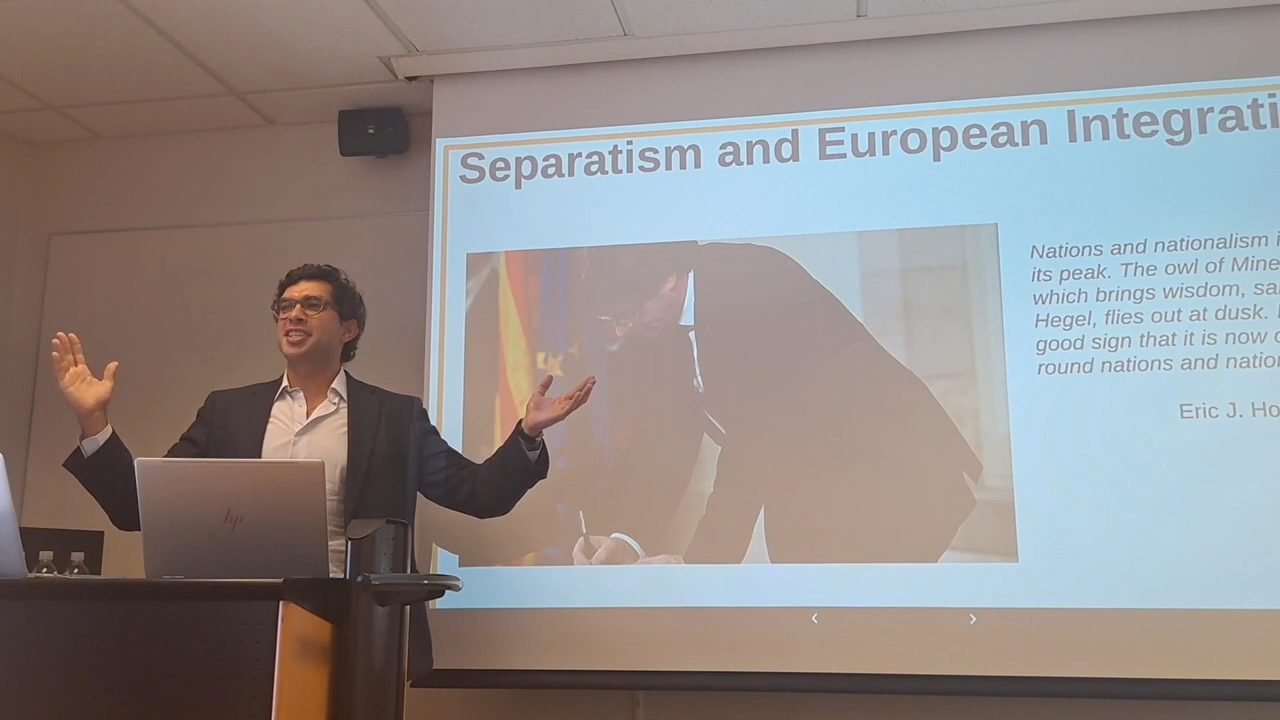 Separatism and European Integrati
Nations and nationalism i
its peak. The owl of Mine
which brings wisdom, sa
Hegel, flies out at dusk.
good sign that it is now
round nations and natio
Eric J. Ho
hp